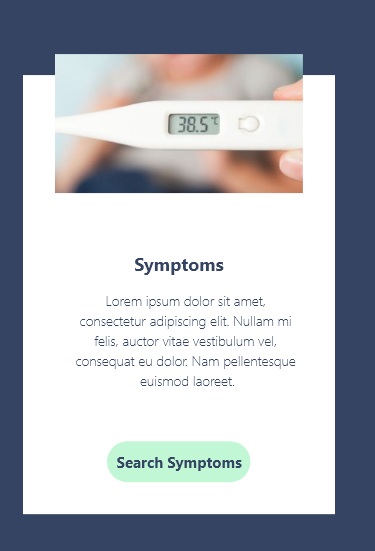 38.5°C
Symptoms
Lorem ipsum dolor sit amet,
consectetur adipiscing elit. Nullam mi
felis, auctor vitae vestibulum vel,
consequat eu dolor. Nam pellentesque
euismod laoreet.
Search Symptoms